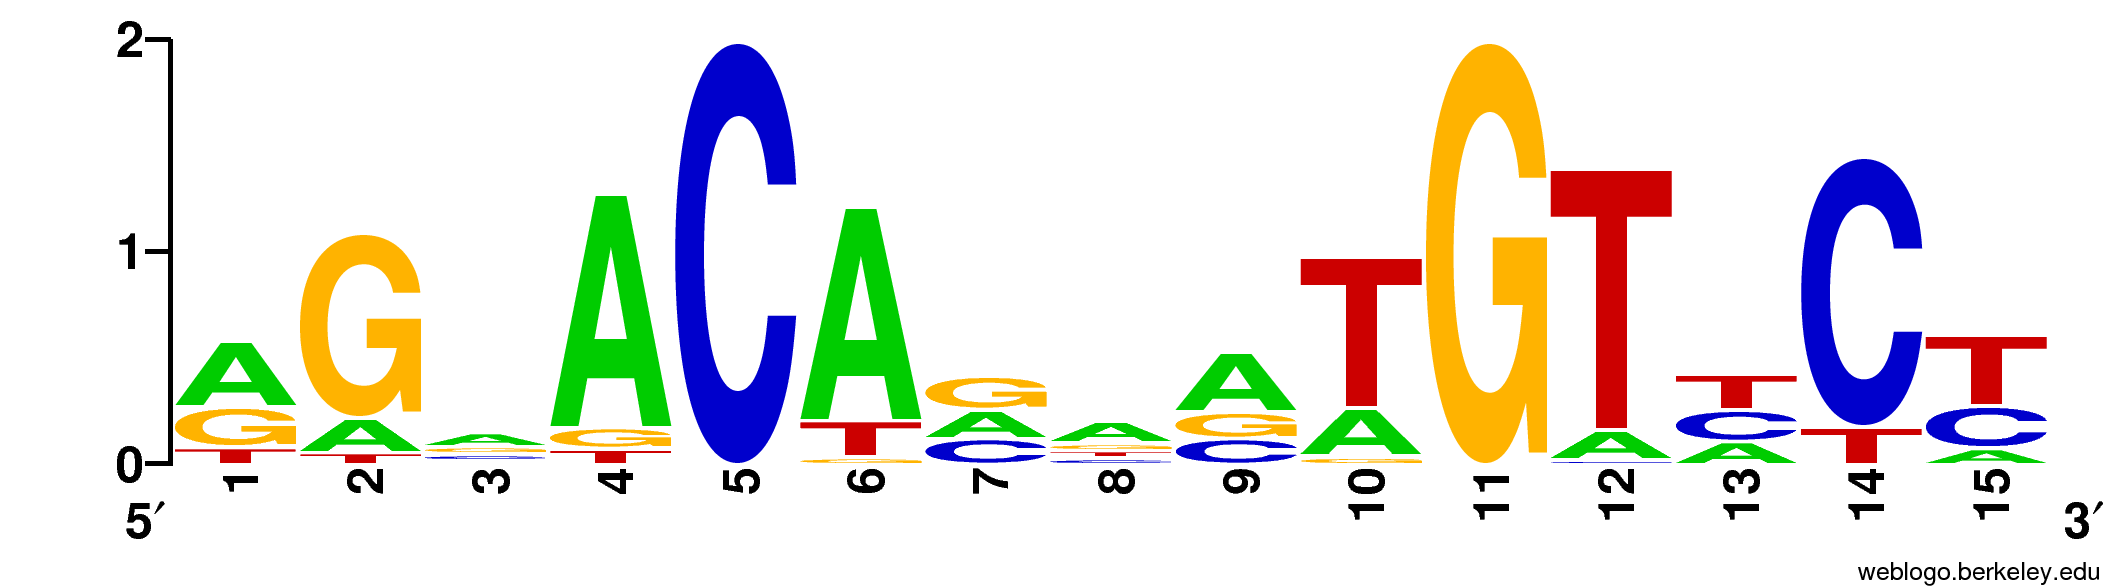 2
1
0
A G A A C A G A A T G T T C T
G A G G T A G G A A C T C
T T C T G C T C G C A A
C
1 2 3 4 5 6 7 8 9 10 11 12 13 14 15
5′ 3′
weblogo.berkeley.edu